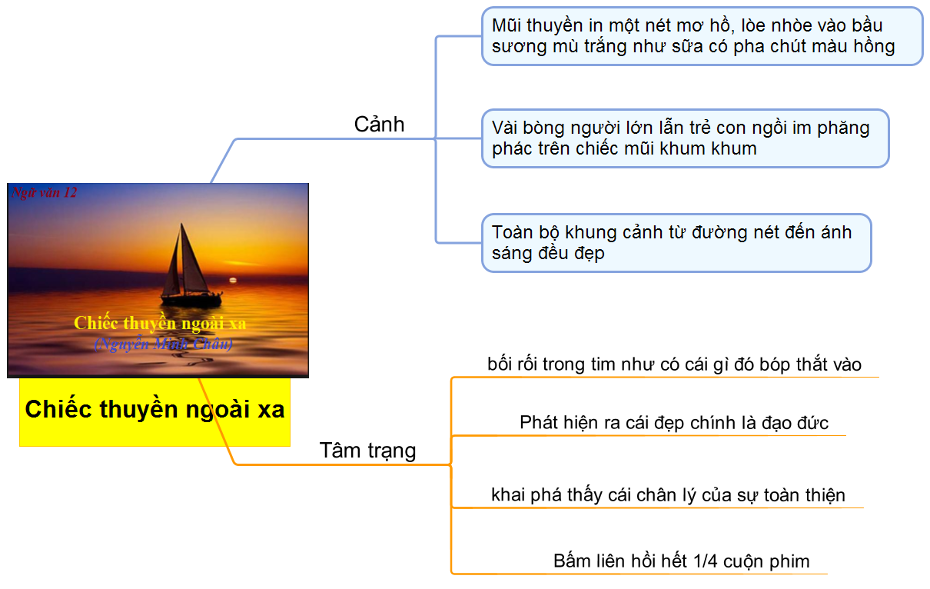 Mũi thuyền in một nét mơ hồ, lòe nhòe vào bầu
sương mù trắng như sữa có pha chút màu hồng
Cảnh
Vài bòng người lớn lẫn trẻ con ngồi im phăng
phác trên chiếc mũi khum khum
Toàn bộ khung cảnh từ đường nét đến ánh
sáng đều đẹp
Ngữ văn 12
Chiếc thuyền ngoài xa
(Nguyễn Minh Châu)
Chiếc thuyền ngoài xa
Tâm trạng
bối rối trong tim như có cái gì đó bóp thắt vào
Phát hiện ra cái đẹp chính là đạo đức
khai phá thấy cái chân lý của sự toàn thiện
Bấm liên hồi hết 1/4 cuộn phim